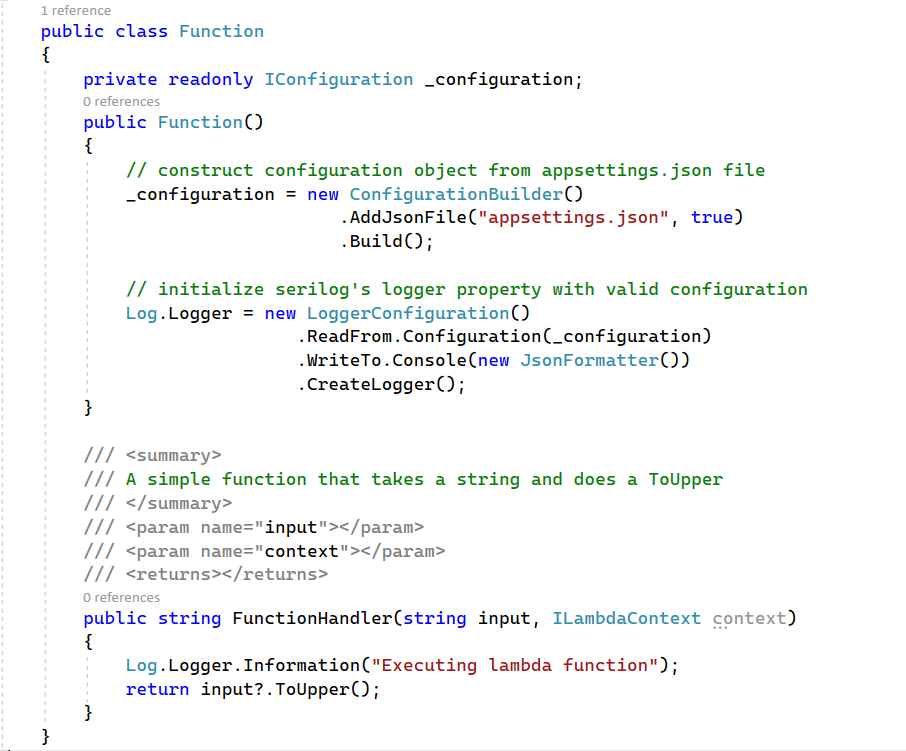 1 reference
public class Function
{
private readonly IConfiguration _configuration;
0 references
public Function()
{
// construct configuration object from appsettings.json file
_configuration = new ConfigurationBuilder()
.AddJsonFile("appsettings.json", true)
.Build();
// initialize serilog's logger property with valid configuration
Log.Logger = new LoggerConfiguration()
.ReadFrom.Configuration(_configuration)
.WriteTo.Console(new JsonFormatter())
.CreateLogger();
}
/// <summary>
/// A simple function that takes a string and does a ToUpper
/// </summary>
/// <param name="input"></param>
/// <param name="context"></param>
/// <returns></returns>
0 references
public string FunctionHandler(string input, ILambdaContext context)
{
Log.Logger.Information("Executing lambda function");
return input?.ToUpper();
}
}